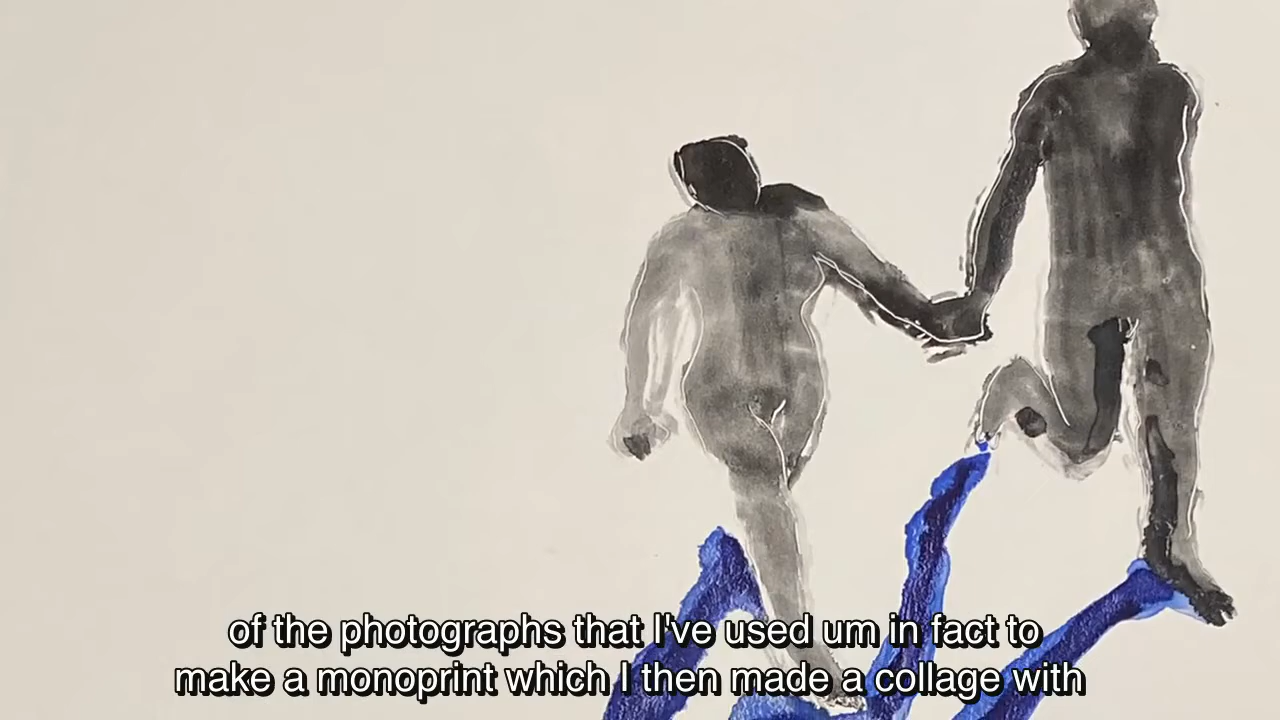 of the photographs that I've used um in fact to
make a monoprint which I then made a collage with